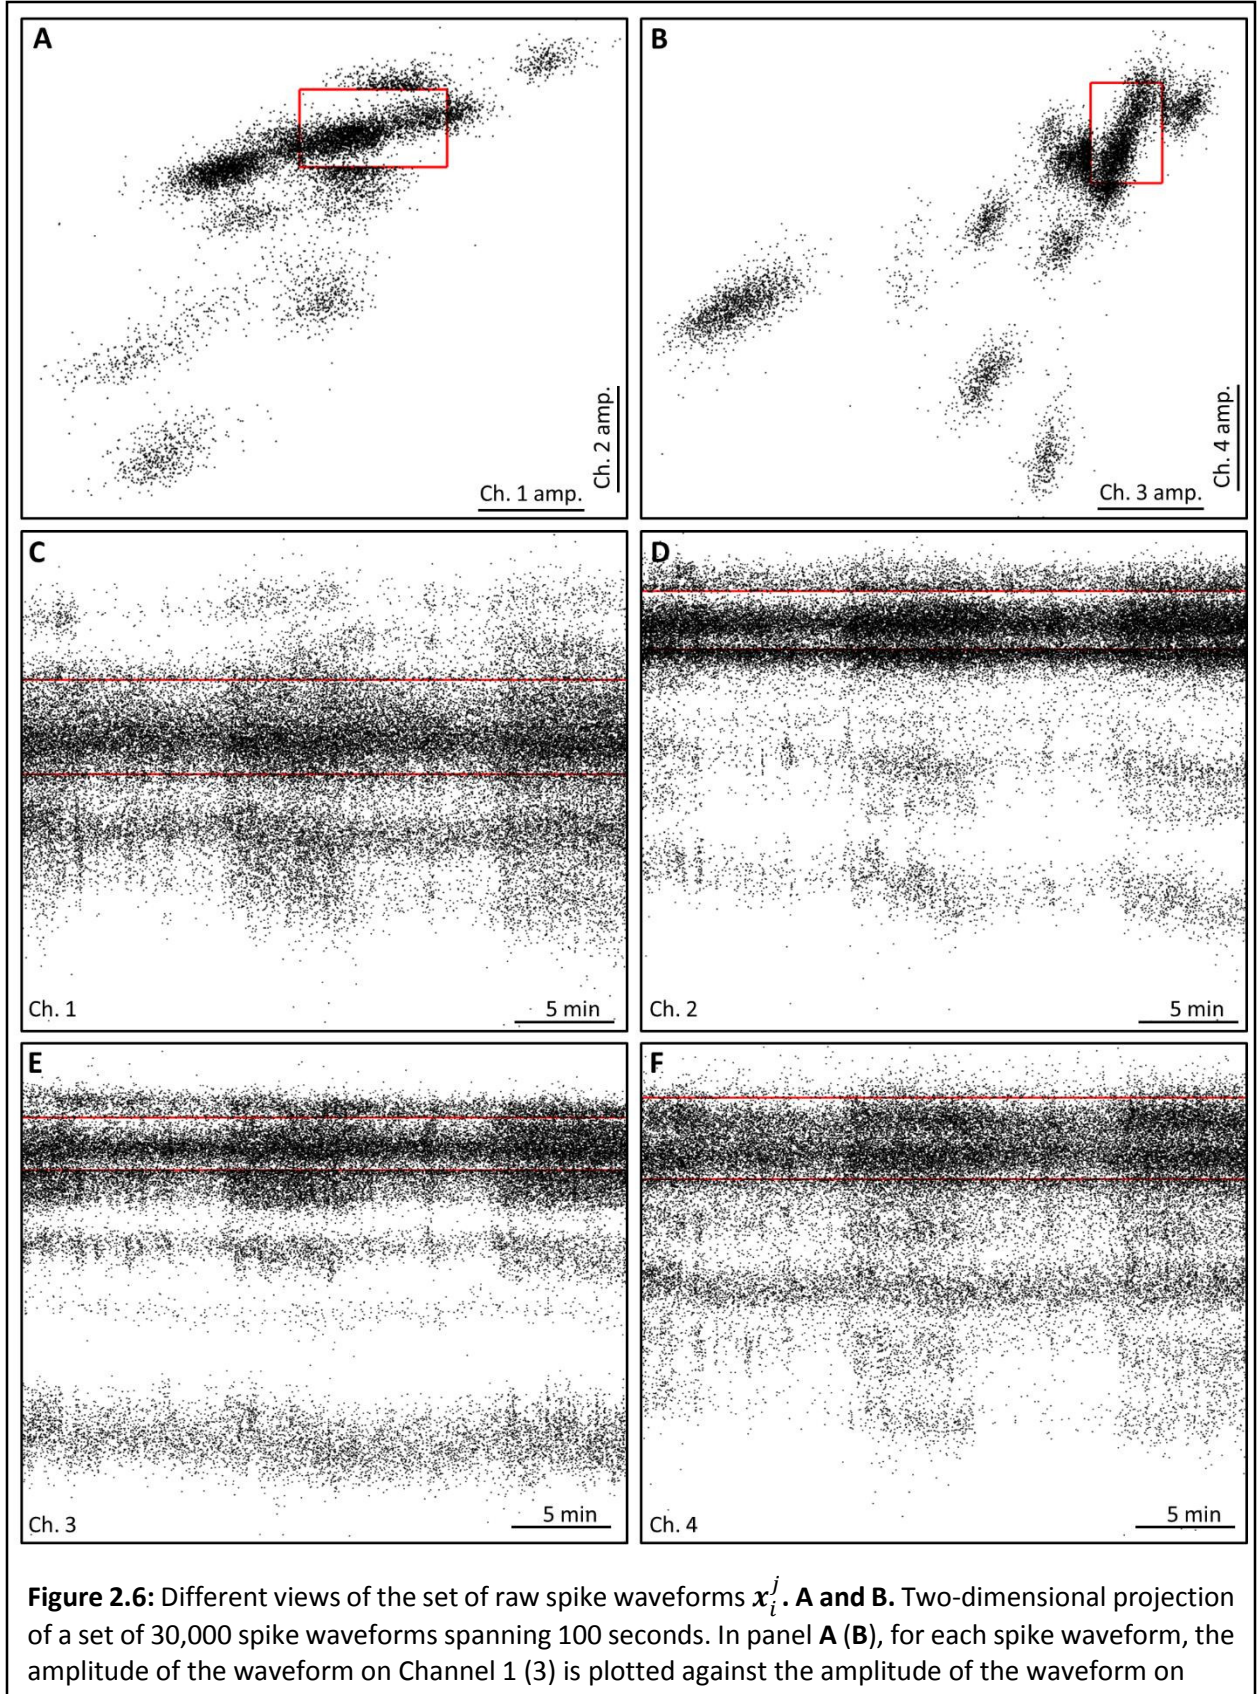 A
Ch. 2 amp.
Ch. 1 amp.
B
Ch. 4 amp.
Ch. 3 amp.
C
Ch. 1
5 min
D
Ch. 2
5 min
E
Ch. 3
5 min
F
Ch. 4
5 min
Figure 2.6: Different views of the set of raw spike waveforms x_i^j. A and B. Two-dimensional projection
of a set of 30,000 spike waveforms spanning 100 seconds. In panel A (B), for each spike waveform, the
amplitude of the waveform on Channel 1 (3) is plotted against the amplitude of the waveform on